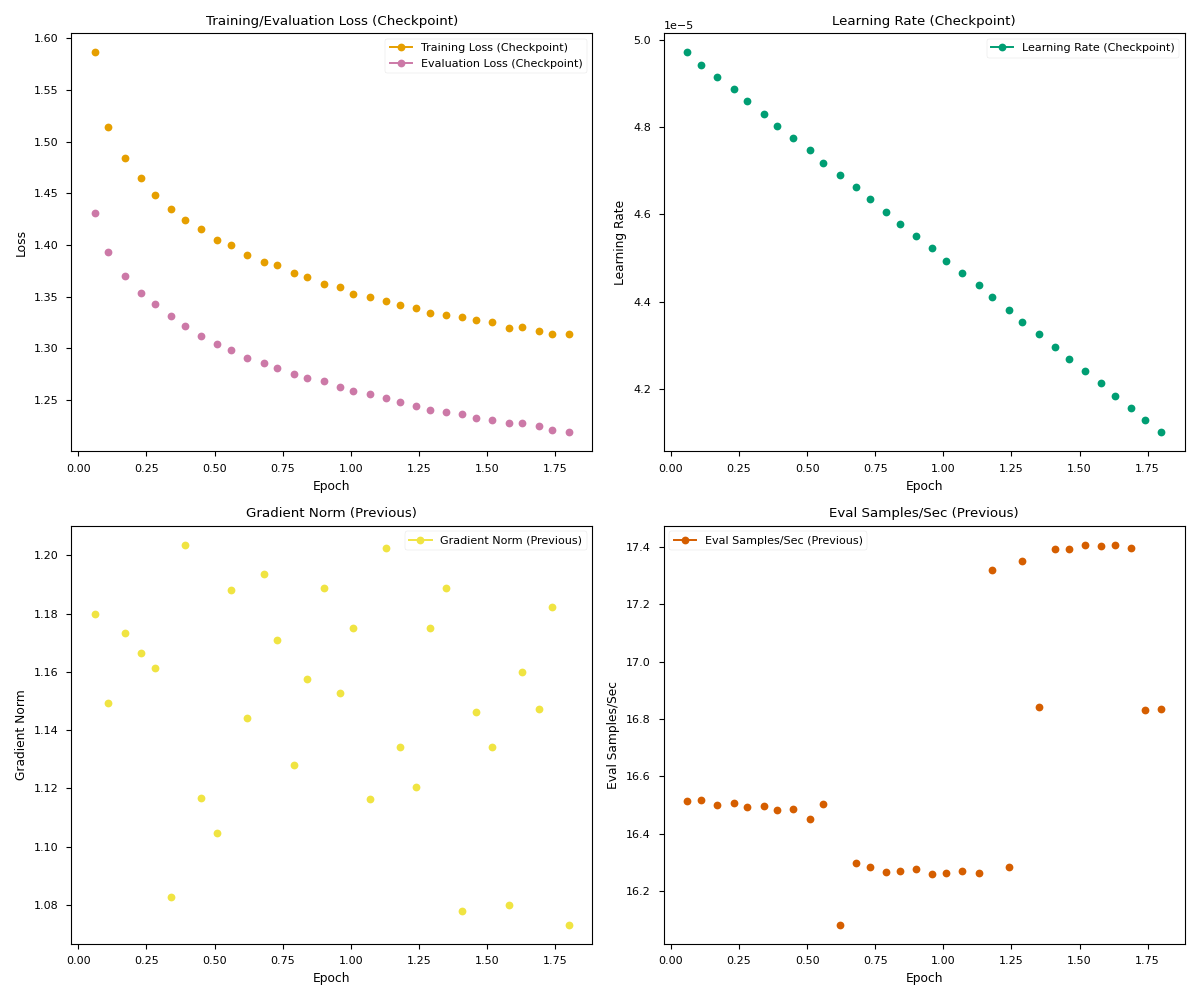 Training/Evaluation Loss (Checkpoint)
Training Loss (Checkpoint)
Evaluation Loss (Checkpoint)
1.60
1.55
1.50
1.45
1.40
1.35
1.30
1.25
Loss
0.00 0.25 0.50 0.75 1.00 1.25 1.50 1.75
Epoch
Learning Rate (Checkpoint)
1e−5
Learning Rate (Checkpoint)
5.0
4.8
4.6
4.4
4.2
Learning Rate
0.00 0.25 0.50 0.75 1.00 1.25 1.50 1.75
Epoch
Gradient Norm (Previous)
Gradient Norm (Previous)
1.20
1.18
1.16
1.14
1.12
1.10
1.08
Gradient Norm
0.00 0.25 0.50 0.75 1.00 1.25 1.50 1.75
Epoch
Eval Samples/Sec (Previous)
Eval Samples/Sec (Previous)
17.4
17.2
17.0
16.8
16.6
16.4
16.2
Eval Samples/Sec
0.00 0.25 0.50 0.75 1.00 1.25 1.50 1.75
Epoch